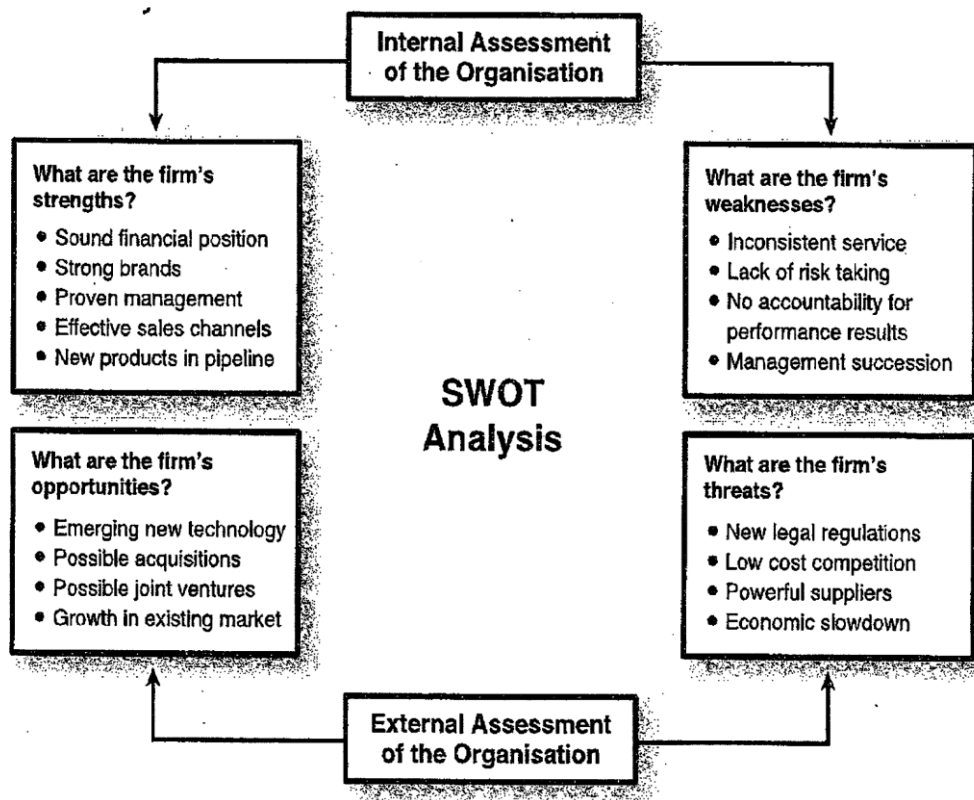 Internal Assessment
of the Organisation
What are the firm's
strengths?
• Sound financial position
• Strong brands
• Proven management
• Effective sales channels
• New products in pipeline
What are the firm's
weaknesses?
• Inconsistent service
• Lack of risk taking
• No accountability for
performance results
• Management succession
SWOT
Analysis
What are the firm's
opportunities?
• Emerging new technology
• Possible acquisitions
• Possible joint ventures
• Growth in existing market
What are the firm's
threats?
• New legal regulations
• Low cost competition
• Powerful suppliers
• Economic slowdown
External Assessment
of the Organisation